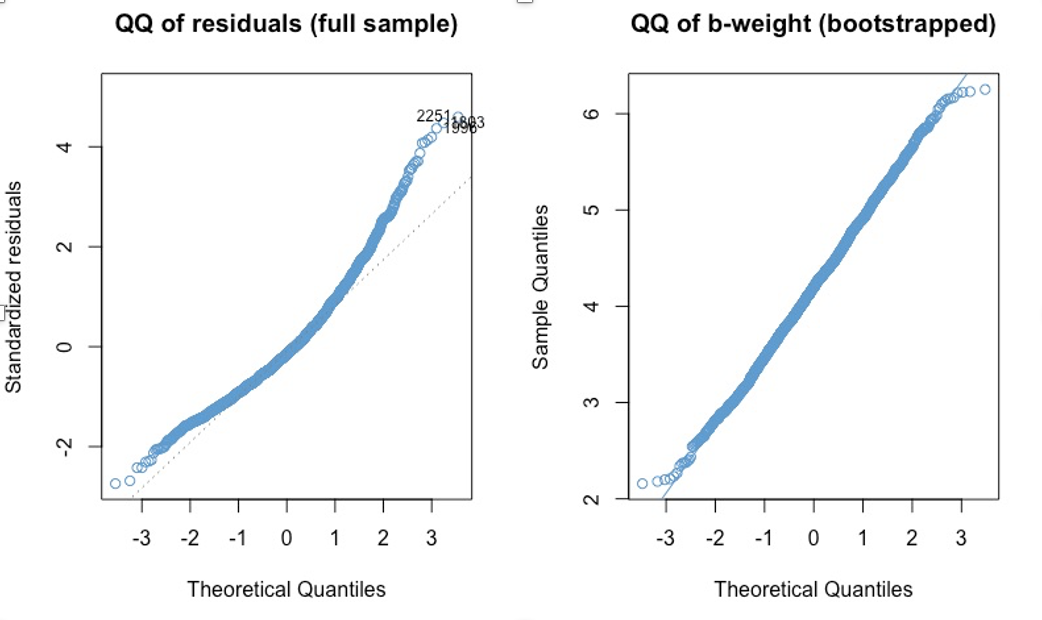 QQ of residuals (full sample)
Standardized residuals
4
2
0
-2
2251
1996
-3 -2 -1 0 1 2 3
Theoretical Quantiles
QQ of b-weight (bootstrapped)
Sample Quantiles
6
5
4
3
2
-3 -2 -1 0 1 2 3
Theoretical Quantiles